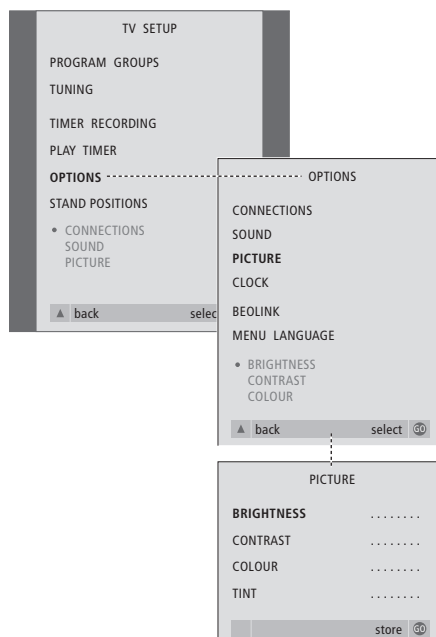 TV SETUP
PROGRAM GROUPS
TUNING
TIMER RECORDING
PLAY TIMER
OPTIONS
STAND POSITIONS
• CONNECTIONS
SOUND
PICTURE
▲ back selec
OPTIONS
CONNECTIONS
SOUND
PICTURE
CLOCK
BEOLINK
MENU LANGUAGE
• BRIGHTNESS
CONTRAST
COLOUR
▲ back select GO
PICTURE
BRIGHTNESS ........
CONTRAST ........
COLOUR ........
TINT ........
store GO